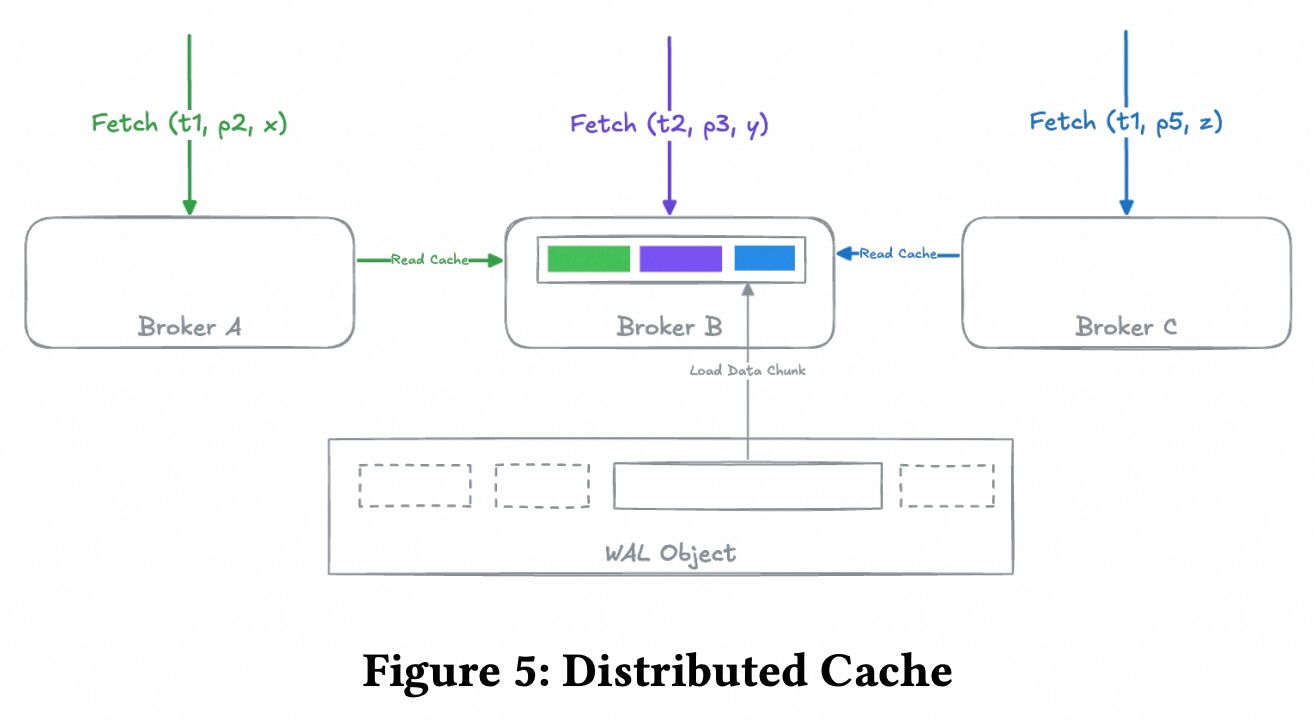 Fetch (t1, p2, x)
Fetch (t2, p3, y)
Fetch (t1, p5, z)
Read Cache
Read Cache
Broker A
Broker B
Broker C
Load Data Chunk
WAL Object
Figure 5: Distributed Cache